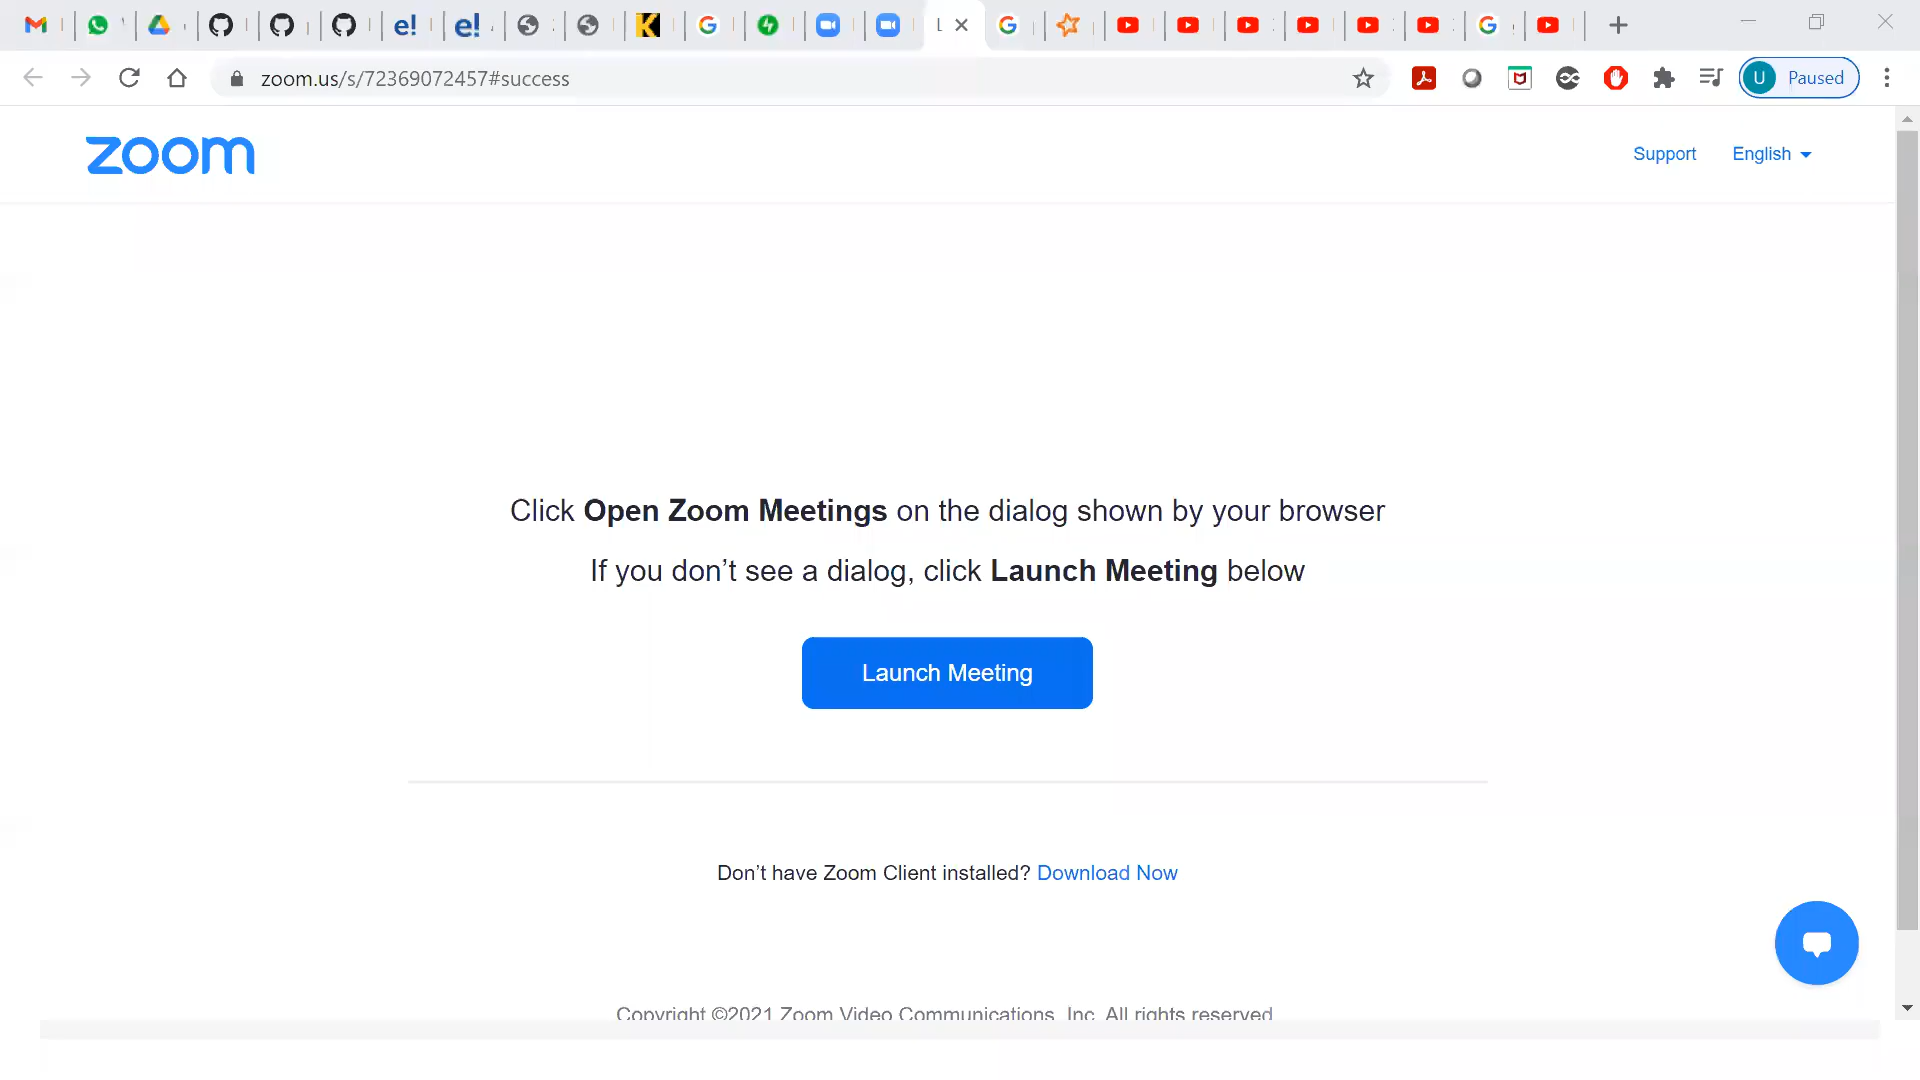 zoom.us/s/72369072457#success
U Paused
zoom
Support English
Click Open Zoom Meetings on the dialog shown by your browser
If you don’t see a dialog, click Launch Meeting below
Launch Meeting
Don’t have Zoom Client installed? Download Now
Copyright ©2021 Zoom Video Communications, Inc. All rights reserved.